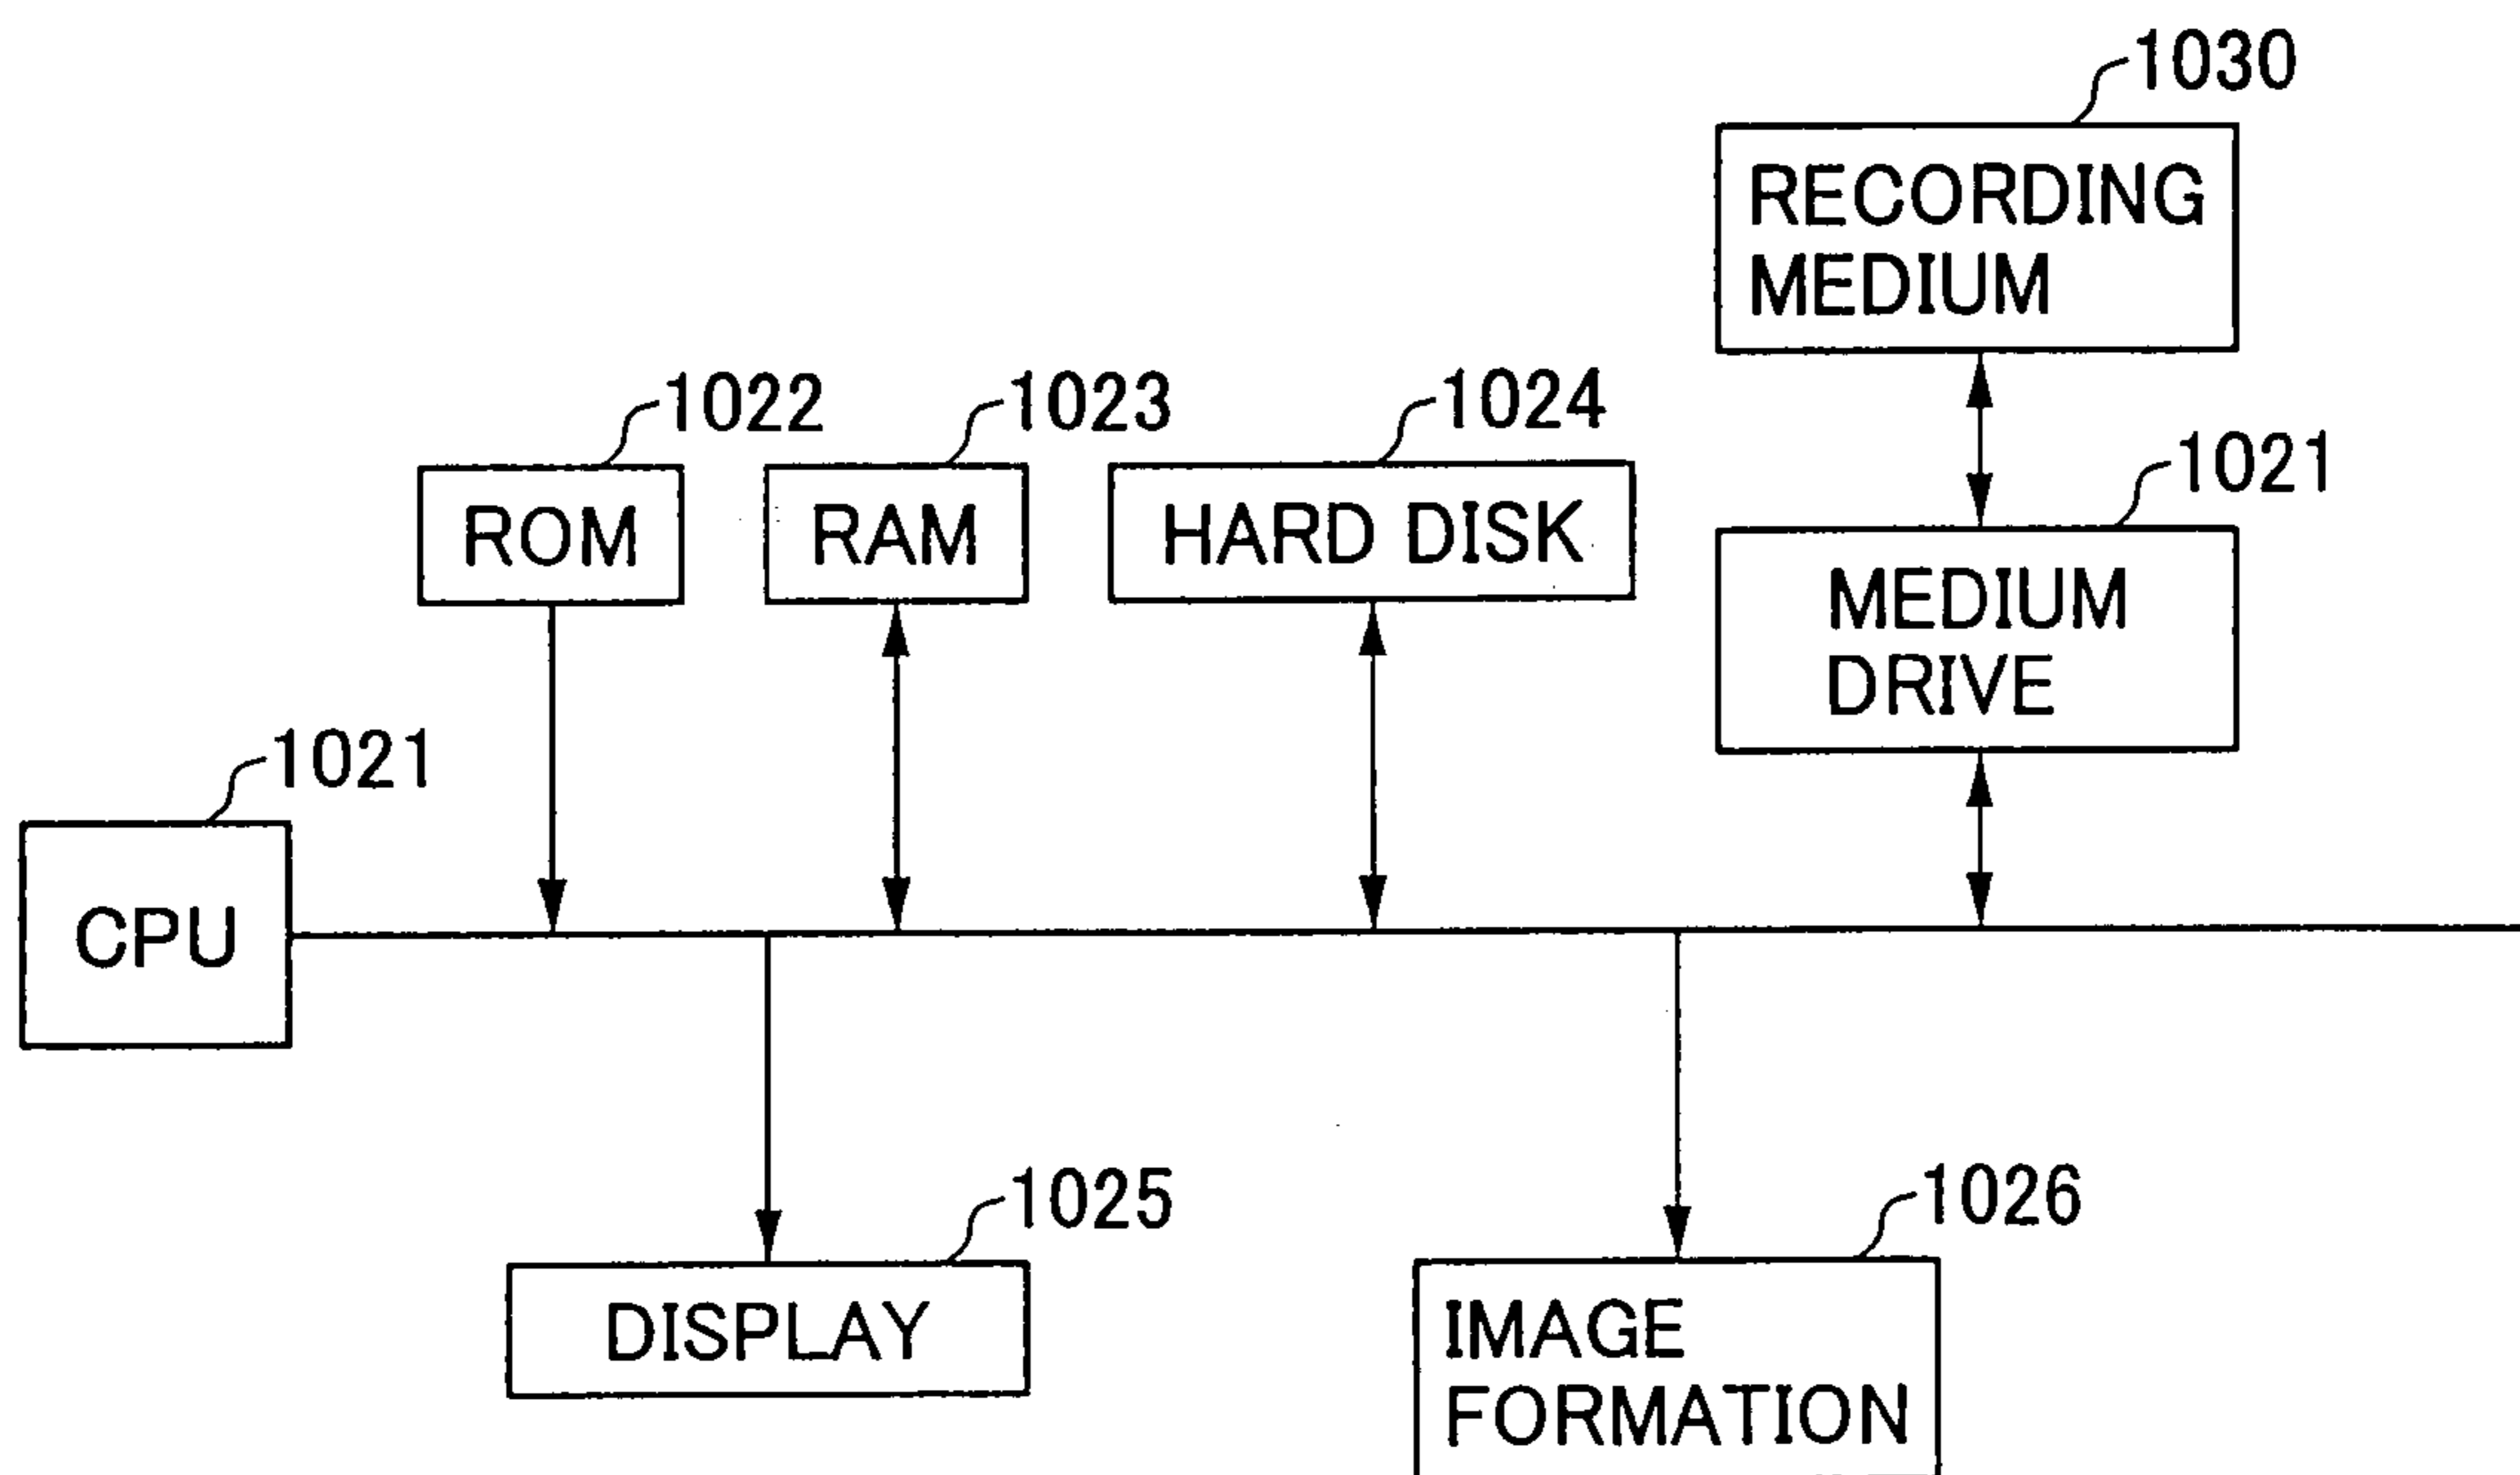 1030
RECORDING
MEDIUM
1022
1023
1024
1021
ROM
RAM
HARD DISK
MEDIUM
DRIVE
1021
CPU
1025
1026
DISPLAY
IMAGE
FORMATION